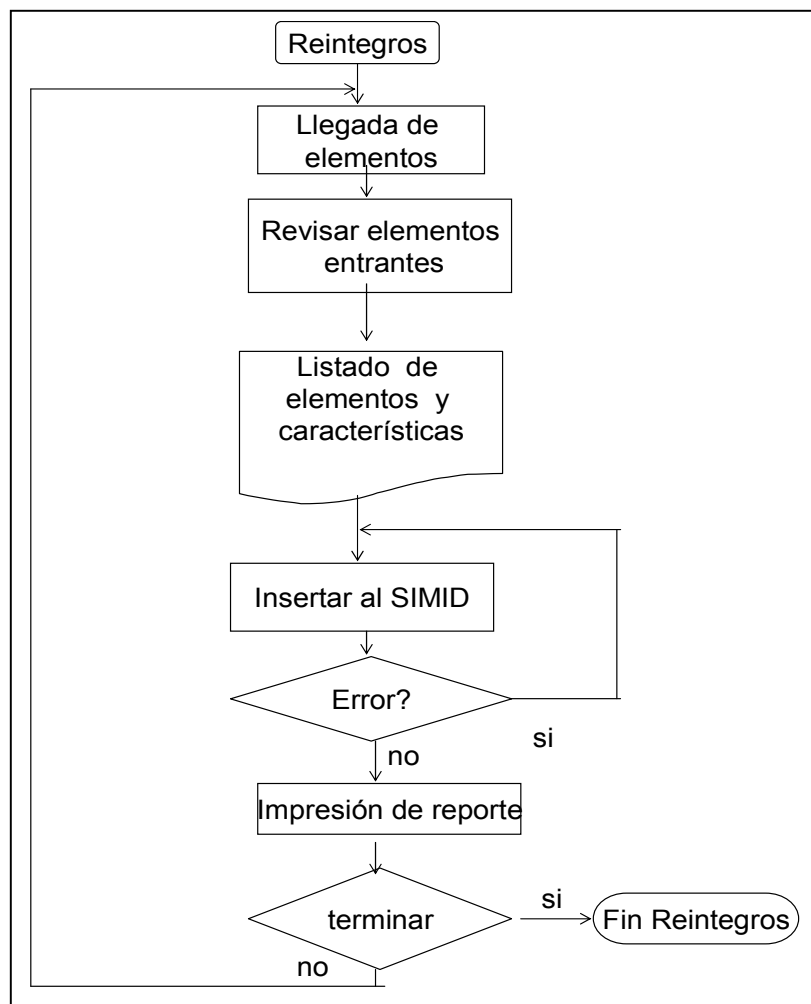 Reintegros
Llegada de
elementos
Revisar elementos
entrantes
Listado de
elementos y
características
Insertar al SIMID
Error?
si
no
Impresión de reporte
terminar
si
Fin Reintegros
no